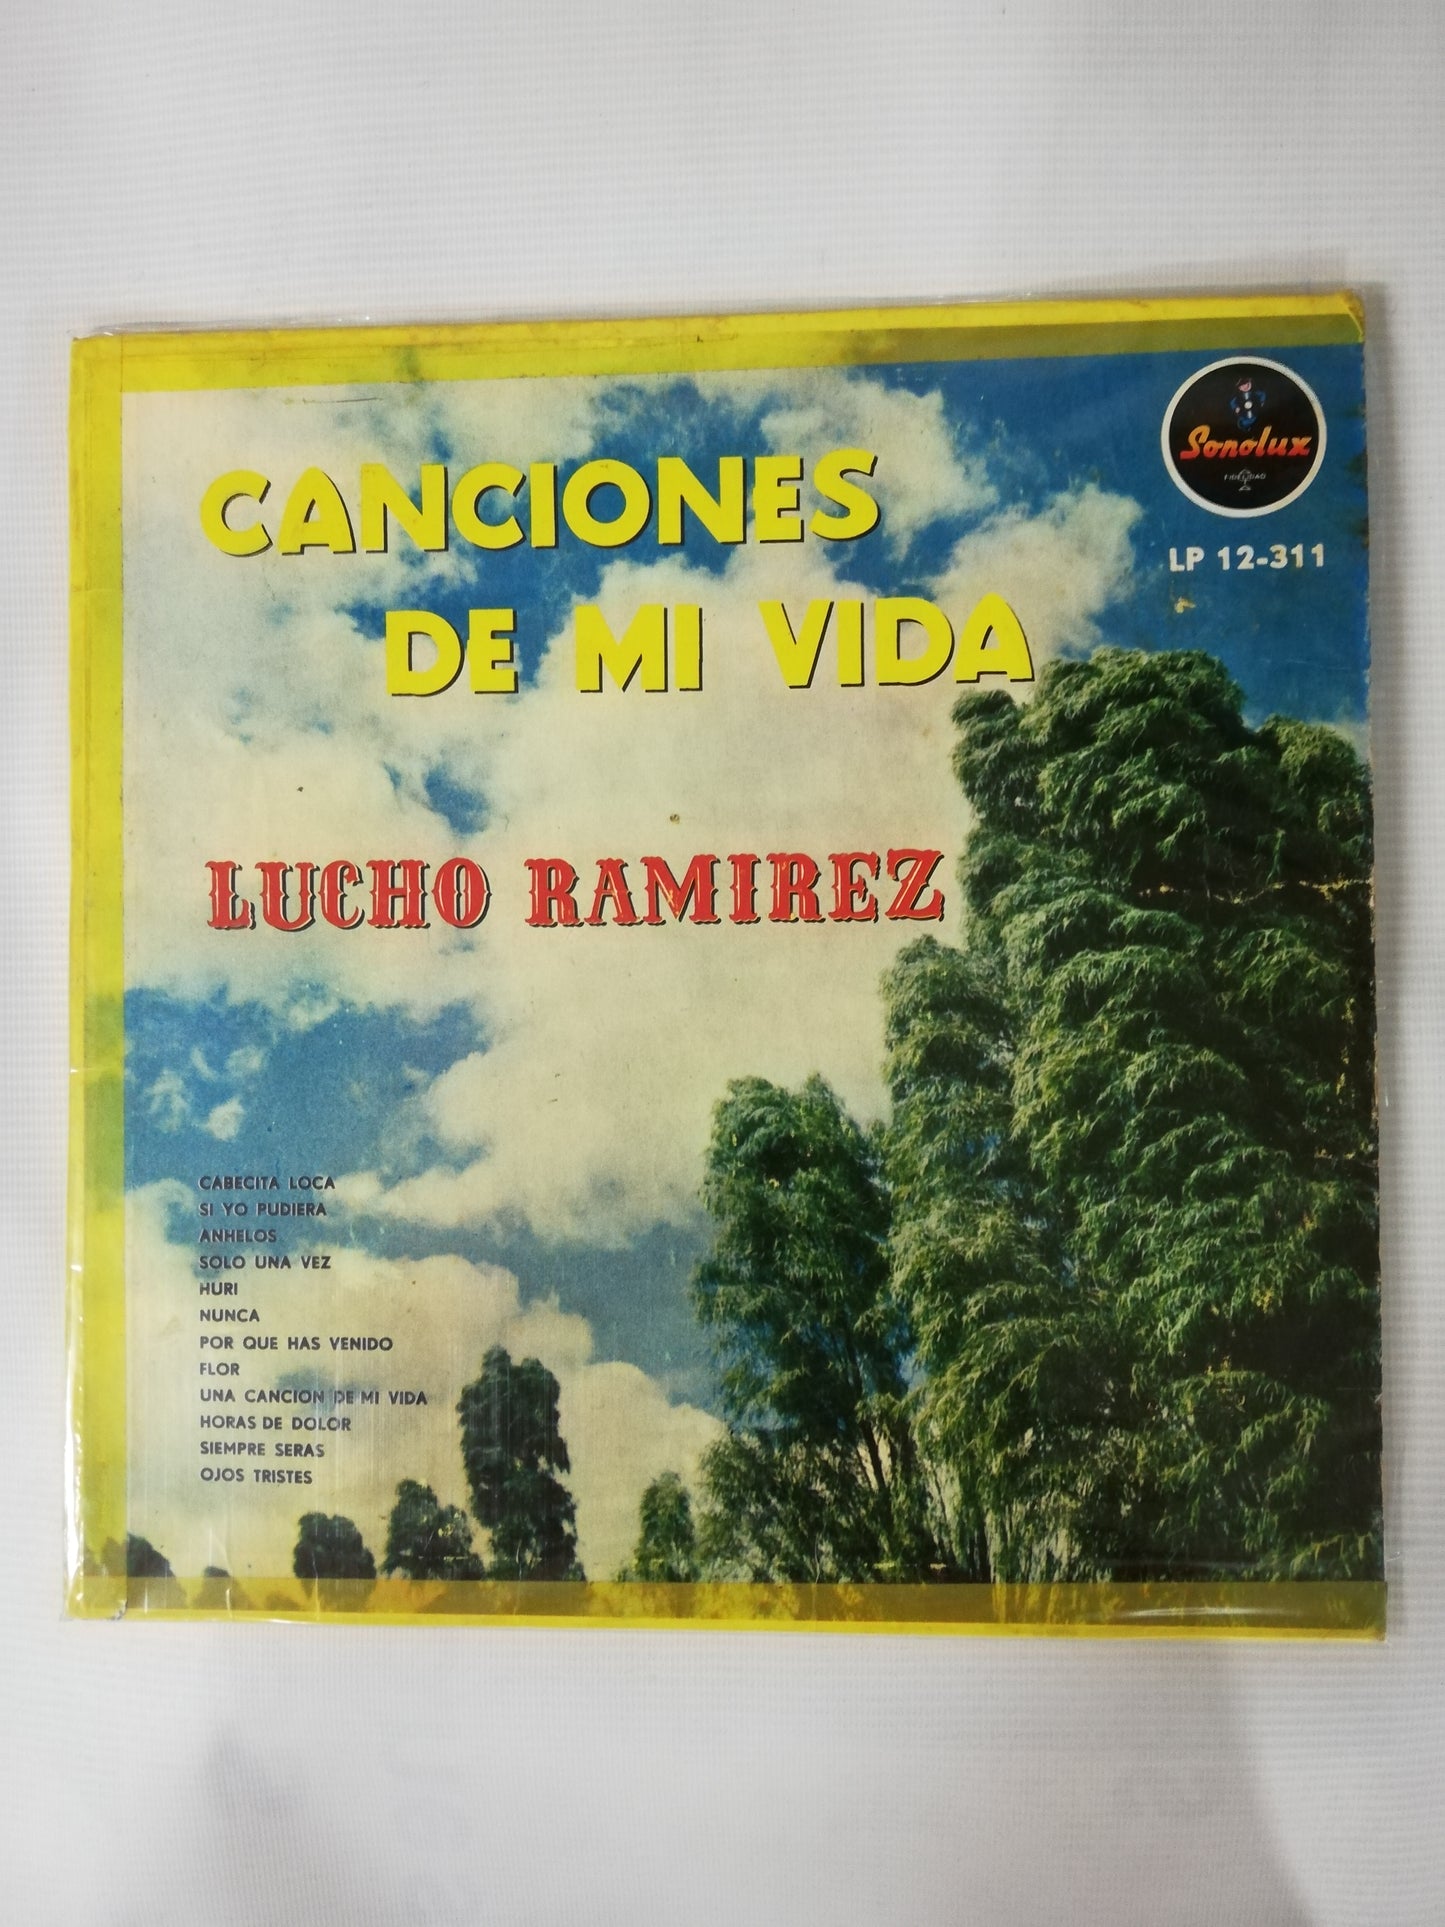 Sonolux
FIDELIDAD
LP 12-311
CANCIONES
DE MI VIDA
LUCHO RAMIREZ
CABECITA LOCA
SI YO PUDIERA
ANHELOS
SOLO UNA VEZ
HURI
NUNCA
POR QUE HAS VENIDO
FLOR
UNA CANCION DE MI VIDA
HORAS DE DOLOR
SIEMPRE SERAS
OJOS TRISTES